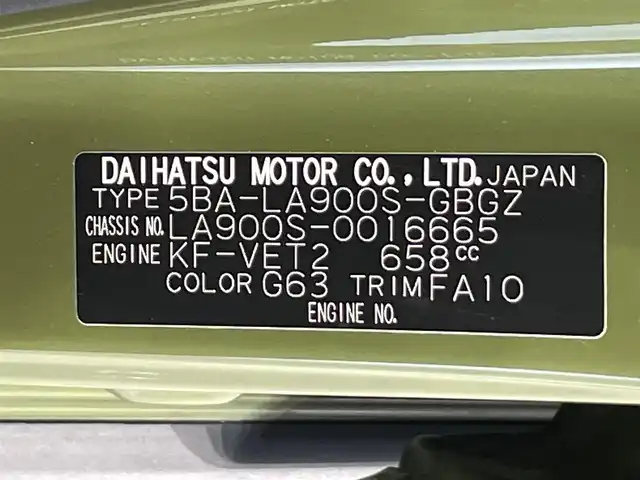 DAIHATSU MOTOR CO., LTD. JAPAN
TYPE 5BA-LA900S-GBGZ
CHASSIS NO. LA900S-0016665
ENGINE KF-VET2 658cc
COLOR G63 TRIM FA10
ENGINE NO.